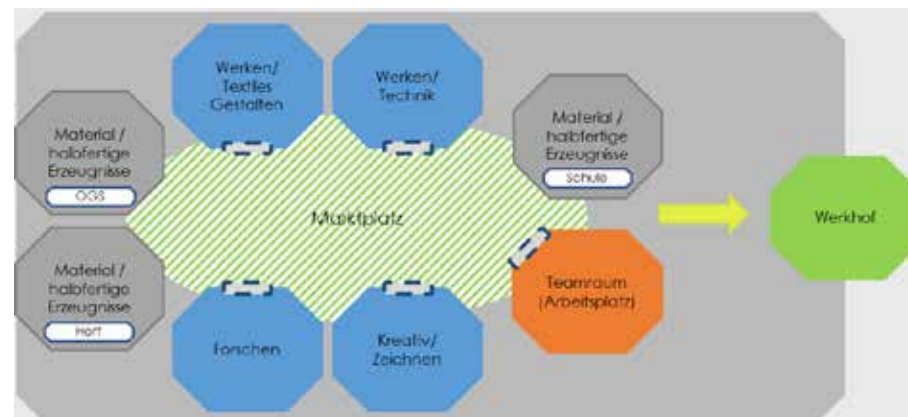 Werken/
Textiles
Gestalten
Werken/
Technik
Material /
halbfertige
Erzeugnisse
OGS
Material /
halbfertige
Erzeugnisse
Schule
Marktplatz
Werkhof
Material /
halbfertige
Erzeugnisse
Hort
Teamraum
(Arbeitsplatz)
Forschen
Kreativ/
Zeichnen